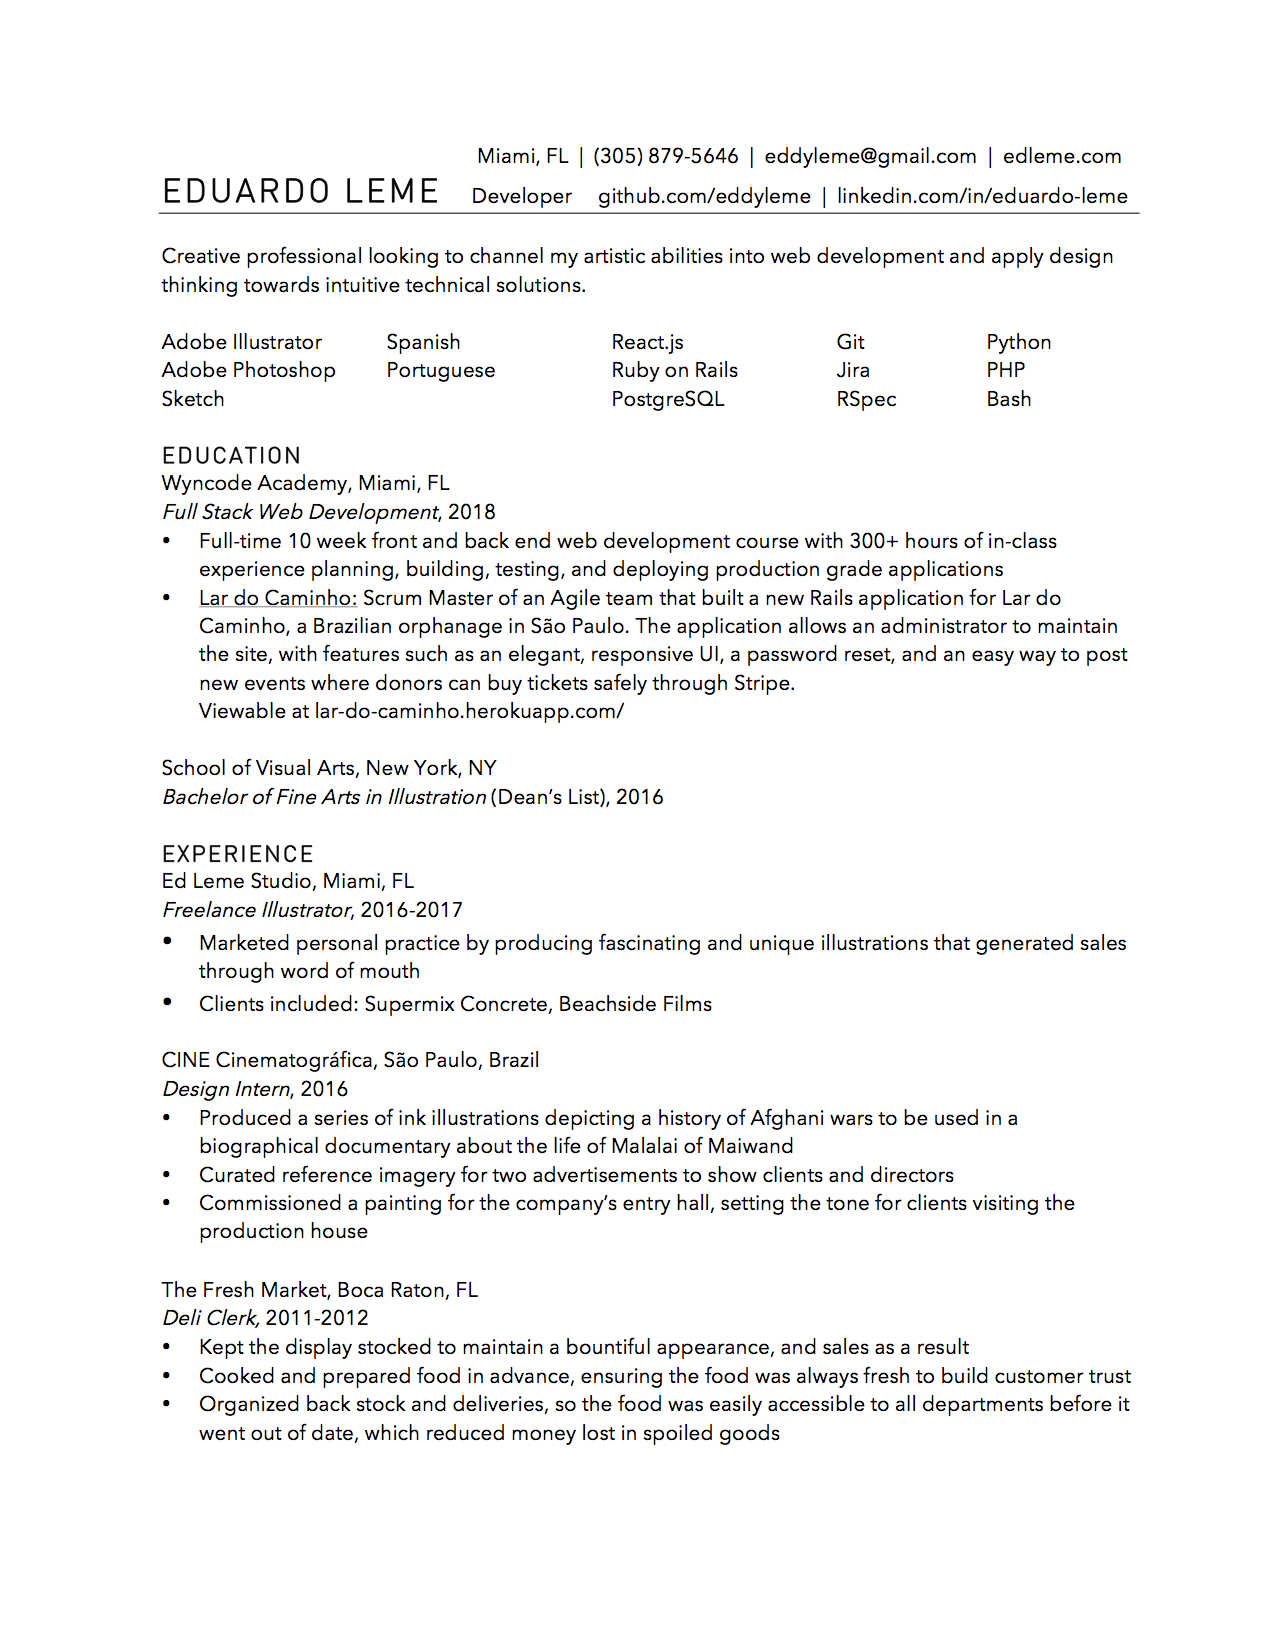 Miami, FL | (305) 879-5646 | eddyleme@gmail.com | edleme.com
EDUARDO LEME Developer github.com/eddyleme | linkedin.com/in/eduardo-leme
Creative professional looking to channel my artistic abilities into web development and apply design
thinking towards intuitive technical solutions.
Adobe Illustrator Spanish React.js Git Python
Adobe Photoshop Portuguese Ruby on Rails Jira PHP
Sketch PostgreSQL RSpec Bash
EDUCATION
Wyncode Academy, Miami, FL
Full Stack Web Development, 2018
• Full-time 10 week front and back end web development course with 300+ hours of in-class
experience planning, building, testing, and deploying production grade applications
• Lar do Caminho: Scrum Master of an Agile team that built a new Rails application for Lar do
Caminho, a Brazilian orphanage in São Paulo. The application allows an administrator to maintain
the site, with features such as an elegant, responsive UI, a password reset, and an easy way to post
new events where donors can buy tickets safely through Stripe.
Viewable at lar-do-caminho.herokuapp.com/
School of Visual Arts, New York, NY
Bachelor of Fine Arts in Illustration (Dean’s List), 2016
EXPERIENCE
Ed Leme Studio, Miami, FL
Freelance Illustrator, 2016-2017
• Marketed personal practice by producing fascinating and unique illustrations that generated sales
through word of mouth
• Clients included: Supermix Concrete, Beachside Films
CINE Cinematográfica, São Paulo, Brazil
Design Intern, 2016
• Produced a series of ink illustrations depicting a history of Afghani wars to be used in a
biographical documentary about the life of Malalai of Maiwand
• Curated reference imagery for two advertisements to show clients and directors
• Commissioned a painting for the company’s entry hall, setting the tone for clients visiting the
production house
The Fresh Market, Boca Raton, FL
Deli Clerk, 2011-2012
• Kept the display stocked to maintain a bountiful appearance, and sales as a result
• Cooked and prepared food in advance, ensuring the food was always fresh to build customer trust
• Organized back stock and deliveries, so the food was easily accessible to all departments before it
went out of date, which reduced money lost in spoiled goods